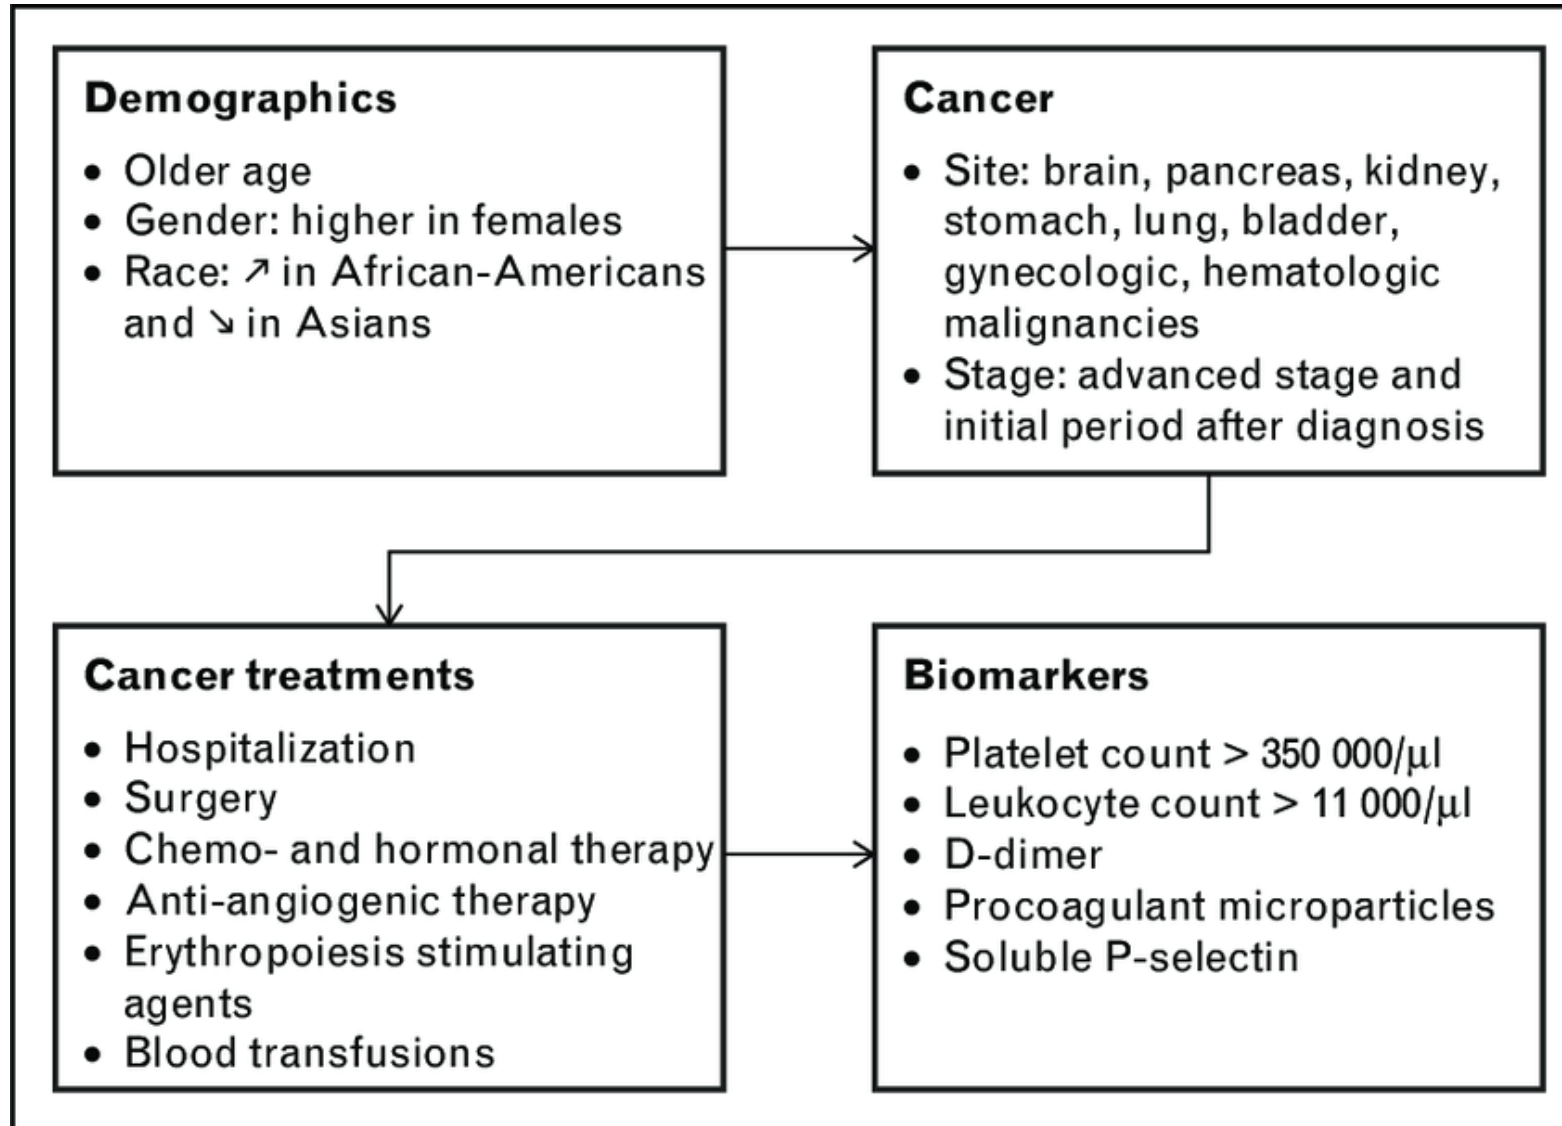 Demographics
• Older age
• Gender: higher in females
• Race: ↗ in African-Americans
and ↘ in Asians
Cancer
• Site: brain, pancreas, kidney,
stomach, lung, bladder,
gynecologic, hematologic
malignancies
• Stage: advanced stage and
initial period after diagnosis
Cancer treatments
• Hospitalization
• Surgery
• Chemo- and hormonal therapy
• Anti-angiogenic therapy
• Erythropoiesis stimulating
agents
• Blood transfusions
Biomarkers
• Platelet count > 350 000/μl
• Leukocyte count > 11 000/μl
• D-dimer
• Procoagulant microparticles
• Soluble P-selectin